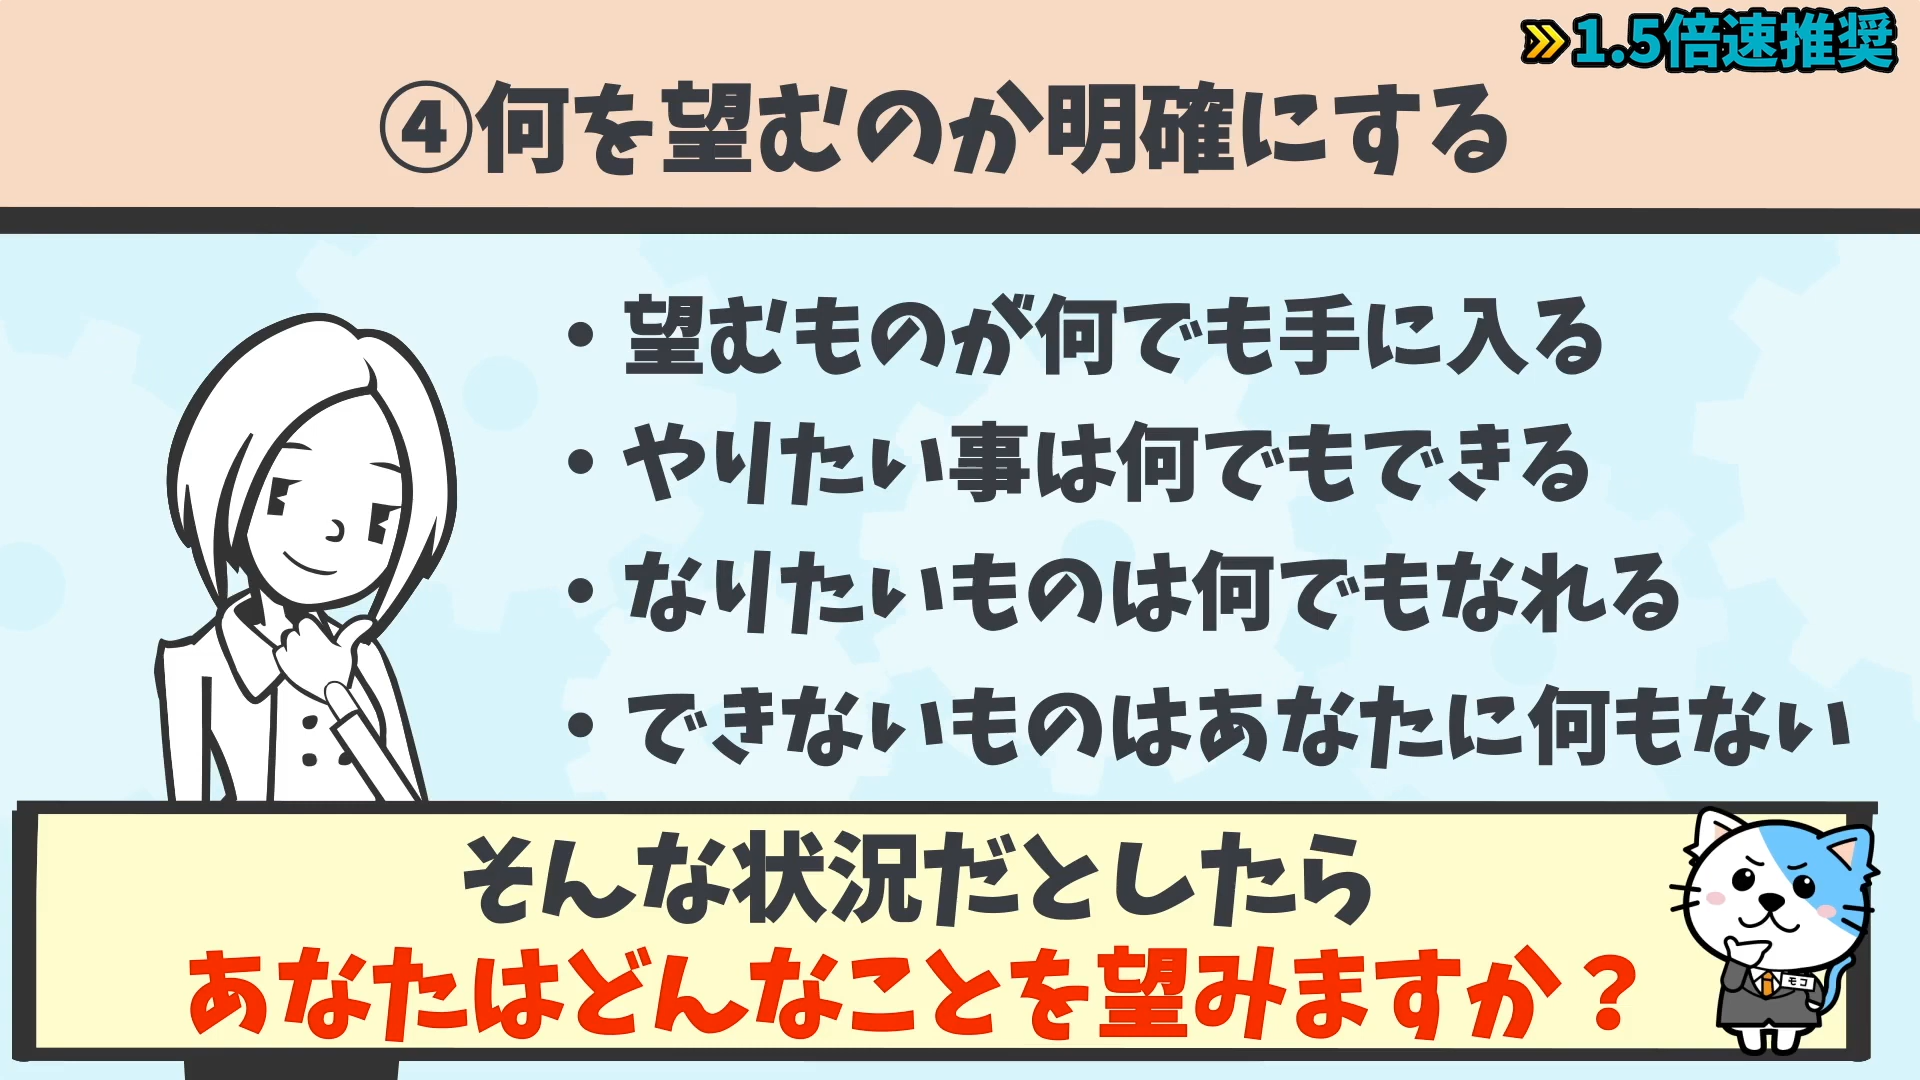 1.5倍速推奨
④何を望むのか明確にする
・望むものが何でも手に入る
・やりたい事は何でもできる
・なりたいものは何でもなれる
・できないものはあなたに何もない
そんな状況だとしたら
あなたはどんなことを望みますか？
モコ